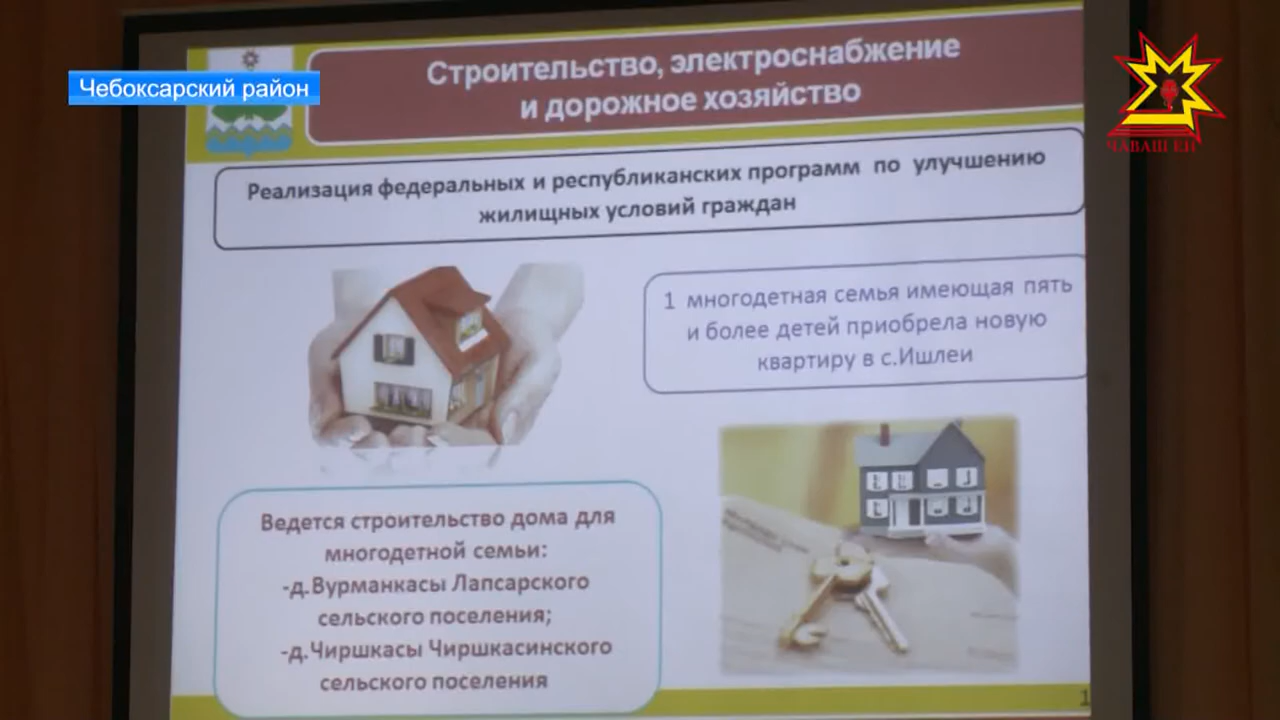 Чебоксарский район
ЧĂВАШ ЕН
Строительство, электроснабжение
и дорожное хозяйство
Реализация федеральных и республиканских программ по улучшению
жилищных условий граждан
1 многодетная семья имеющая пять
и более детей приобрела новую
квартиру в с.Ишлеи
Ведется строительство дома для
многодетной семьи:
-д.Вурманкасы Лапсарского
сельского поселения;
-д.Чиршкасы Чиршкасинского
сельского поселения
1